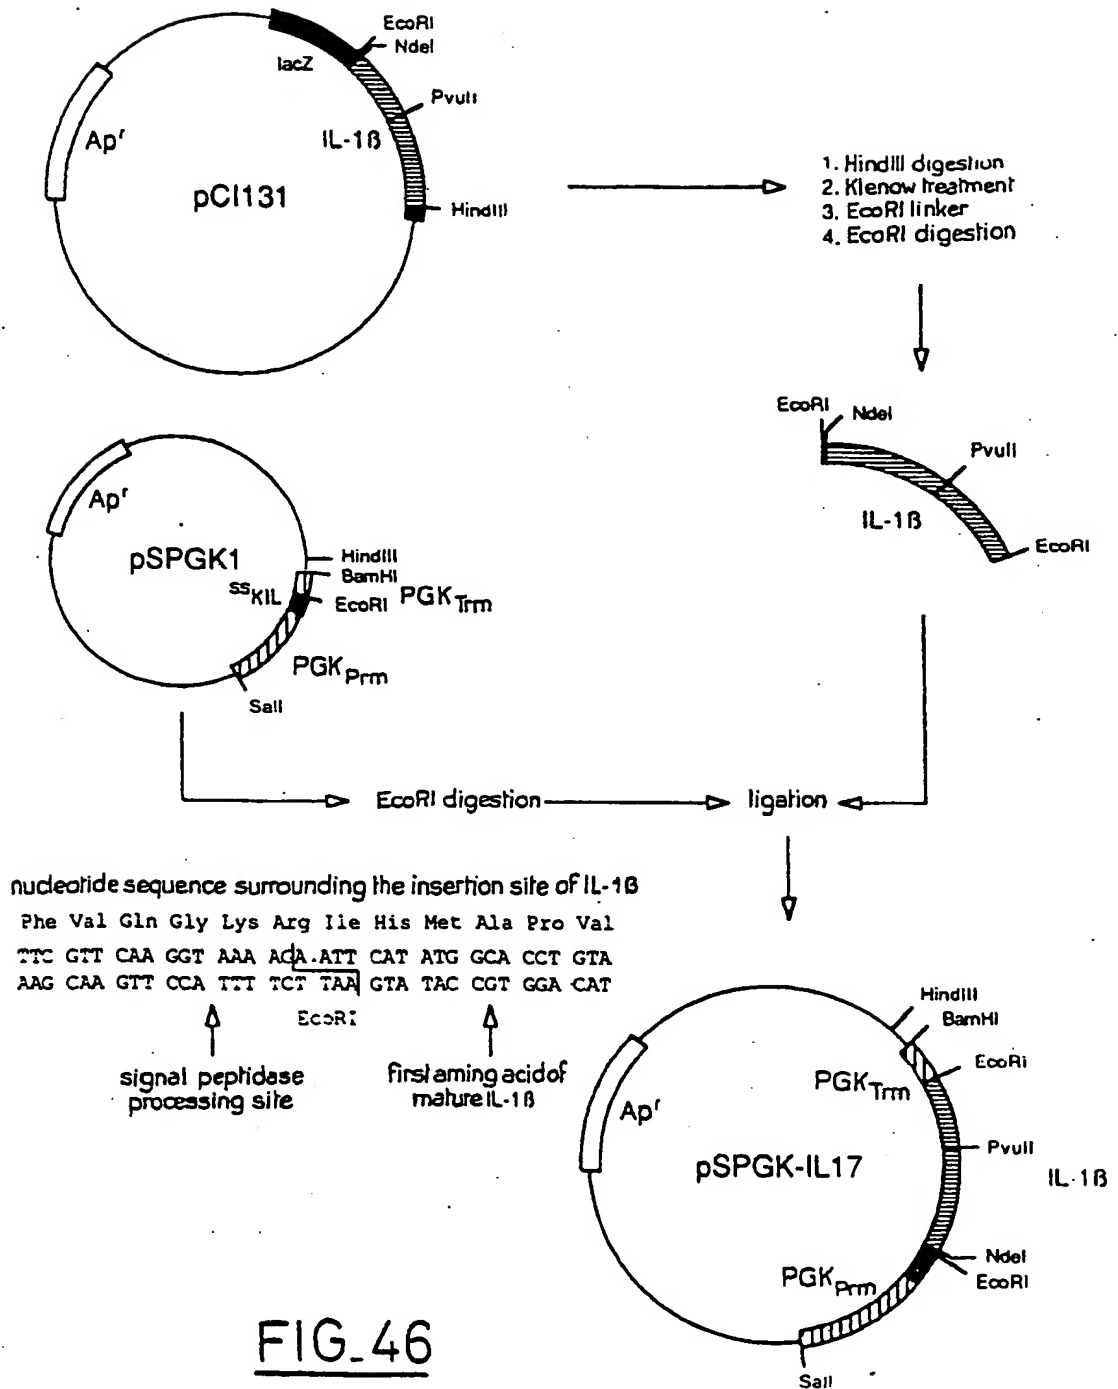 EcoRI
NdeI
lacZ
PvuII
IL-1ß
HindIII
Apʳ
pCI131
1. HindIII digestion
2. Klenow treatment
3. EcoRI linker
4. EcoRI digestion
EcoRI
NdeI
PvuII
IL-1ß
EcoRI
Apʳ
pSPGK1
HindIII
BamHI
ssKIL
EcoRI
PGKTrm
PGKPrm
SalI
EcoRI digestion
ligation
nucleotide sequence surrounding the insertion site of IL-1ß
Phe Val Gln Gly Lys Arg Ile His Met Ala Pro Val
TTC GTT CAA GGT AAA AGA ATT CAT ATG GCA CCT GTA
AAG CAA GTT CCA TTT TCT TAA GTA TAC CGT GGA CAT
EcoRI
signal peptidase
processing site
first aming acid of
mature IL-1ß
HindIII
BamHI
EcoRI
PGKTrm
Apʳ
PvuII
pSPGK-IL17
IL-1ß
NdeI
EcoRI
PGKPrm
SalI
FIG_46